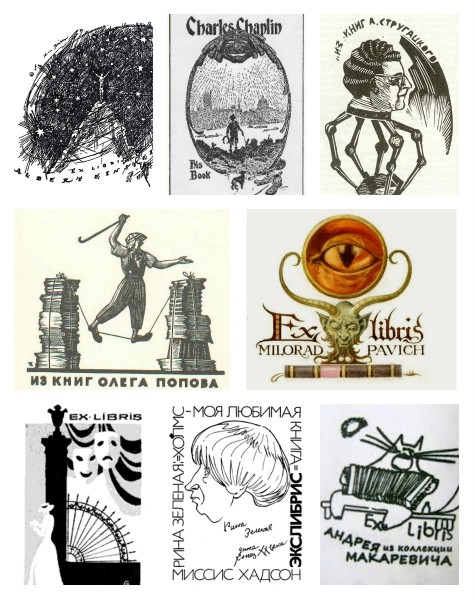 EX LIBRIS
Charles Chaplin
His
Book
ИЗ КНИГ А. СТРУГАЦКОГО
ИЗ КНИГ ОЛЕГА ПОПОВА
Ex libris
MILORAD PAVICH
EX-LIBRIS
РИНА ЗЕЛЕНАЯ=ХОЛМС-МОЯ ЛЮБИМАЯ КНИГА=
ЭКСЛИБРИС=
МИССИС ХАДСОН
Рина
Зеленая
Ex Libris
АНДРЕЯ ИЗ КОЛЛЕКЦИИ
МАКАРЕВИЧА